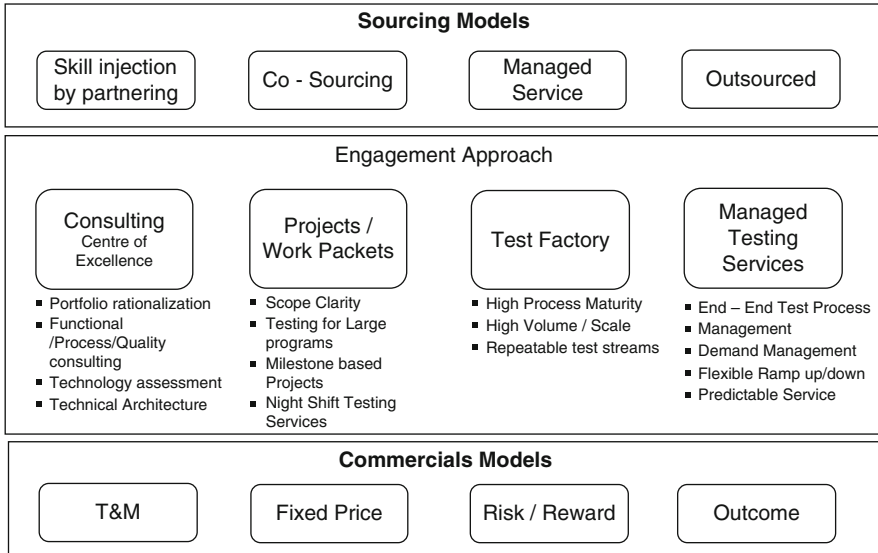 Sourcing Models
Skill injection
by partnering
Co - Sourcing
Managed
Service
Outsourced
Engagement Approach
Consulting
Centre of
Excellence
▪ Portfolio rationalization
▪ Functional
/Process/Quality
consulting
▪ Technology assessment
▪ Technical Architecture
Projects /
Work Packets
▪ Scope Clarity
▪ Testing for Large
programs
▪ Milestone based
Projects
▪ Night Shift Testing
Services
Test Factory
▪ High Process Maturity
▪ High Volume / Scale
▪ Repeatable test streams
Managed
Testing
Services
▪ End – End Test Process
▪ Management
▪ Demand Management
▪ Flexible Ramp up/down
▪ Predictable Service
Commercials Models
T&M
Fixed Price
Risk / Reward
Outcome